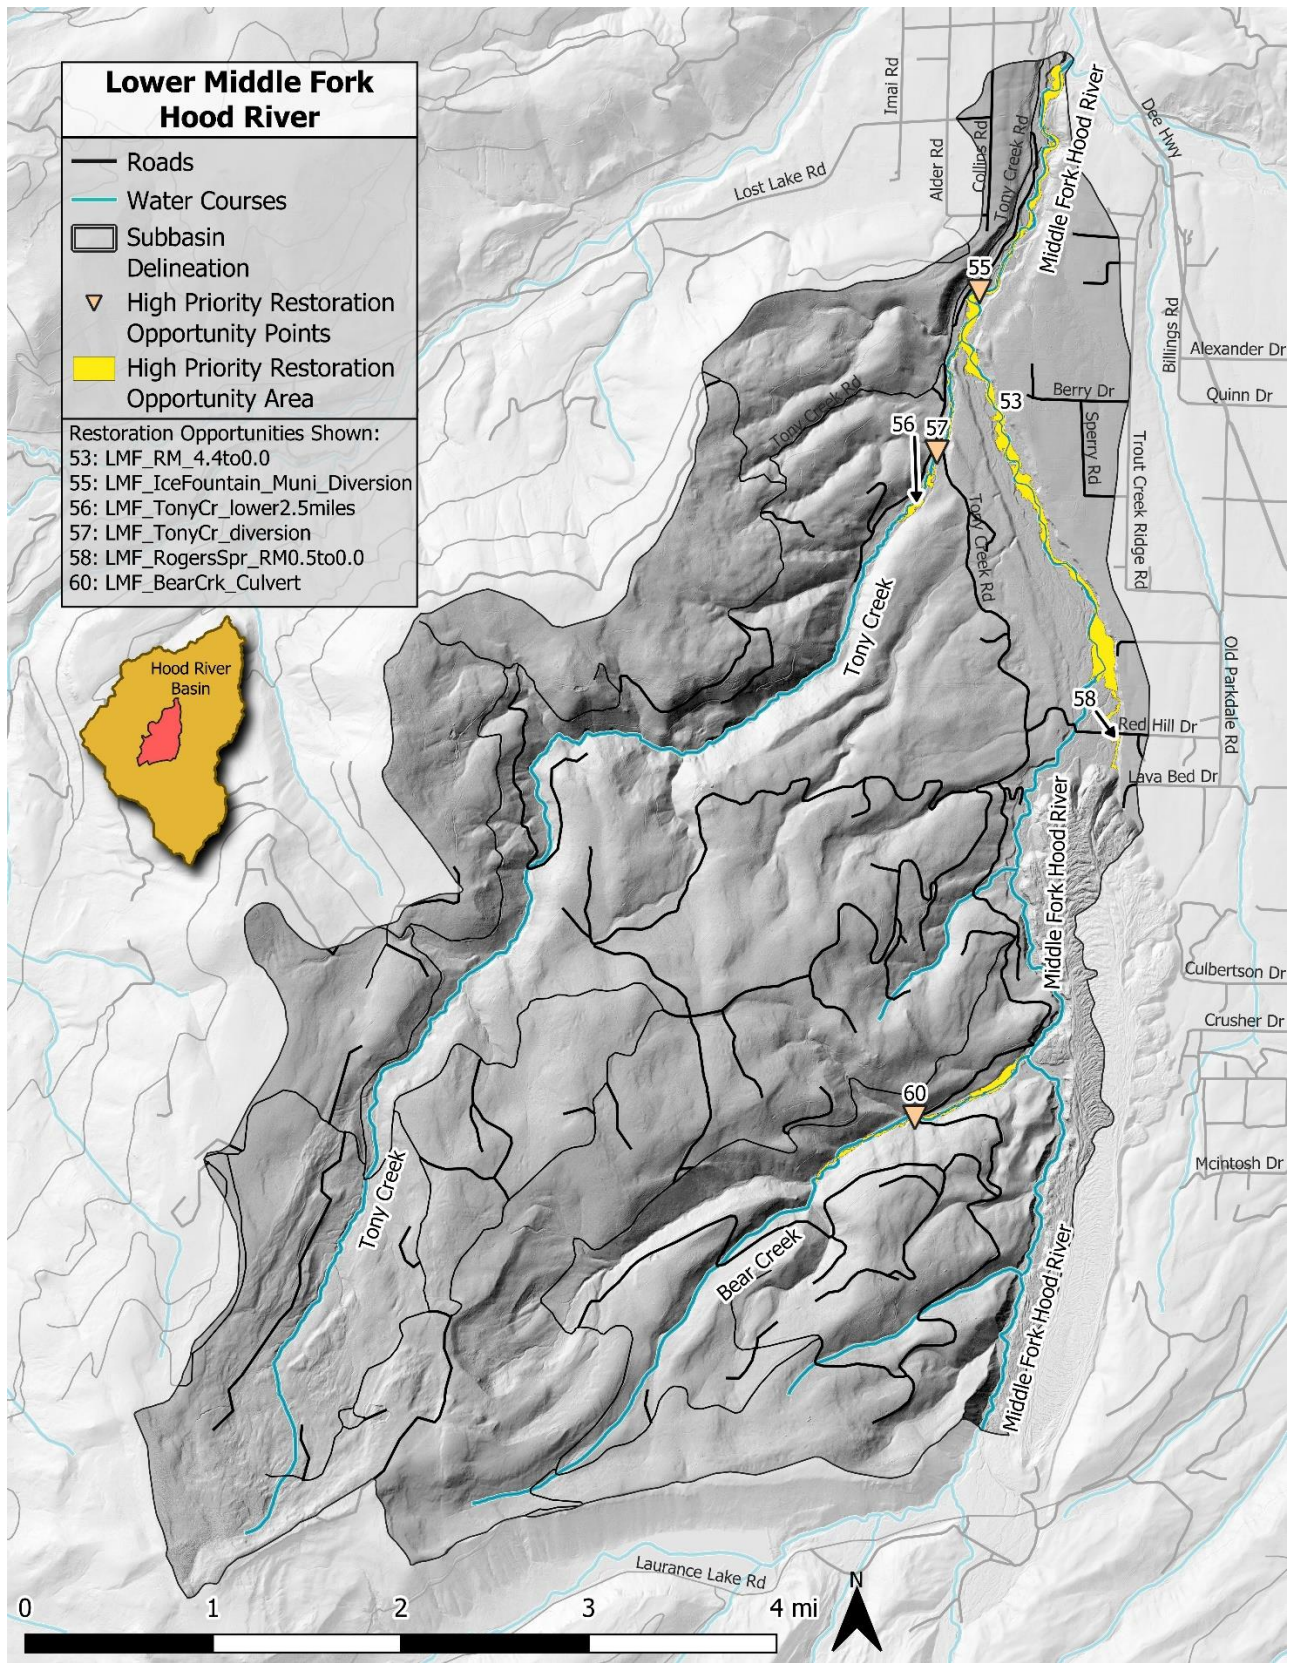 Lower Middle Fork
Hood River
Roads
Water Courses
Subbasin
Delineation
High Priority Restoration
Opportunity Points
High Priority Restoration
Opportunity Area
Restoration Opportunities Shown:
53: LMF_RM_4.4to0.0
55: LMF_IceFountain_Muni_Diversion
56: LMF_TonyCr_lower2.5miles
57: LMF_TonyCr_diversion
58: LMF_RogersSpr_RM0.5to0.0
60: LMF_BearCrk_Culvert
Hood River
Basin
Imai Rd
Alder Rd
Collins Rd
Tony Creek Rd
Middle Fork Hood River
Dee Hwy
Lost Lake Rd
55
Billings Rd
Alexander Dr
Quinn Dr
Berry Dr
53
Sperry Rd
Trout Creek Ridge Rd
Tony Creek Rd
56
57
Tony Creek Rd
Tony Creek
Old Parkdale Rd
58
Red Hill Dr
Lava Bed Dr
Middle Fork Hood River
Culbertson Dr
Crusher Dr
60
Mcintosh Dr
Tony Creek
Bear Creek
Middle Fork Hood River
Laurance Lake Rd
N
0 1 2 3 4 mi